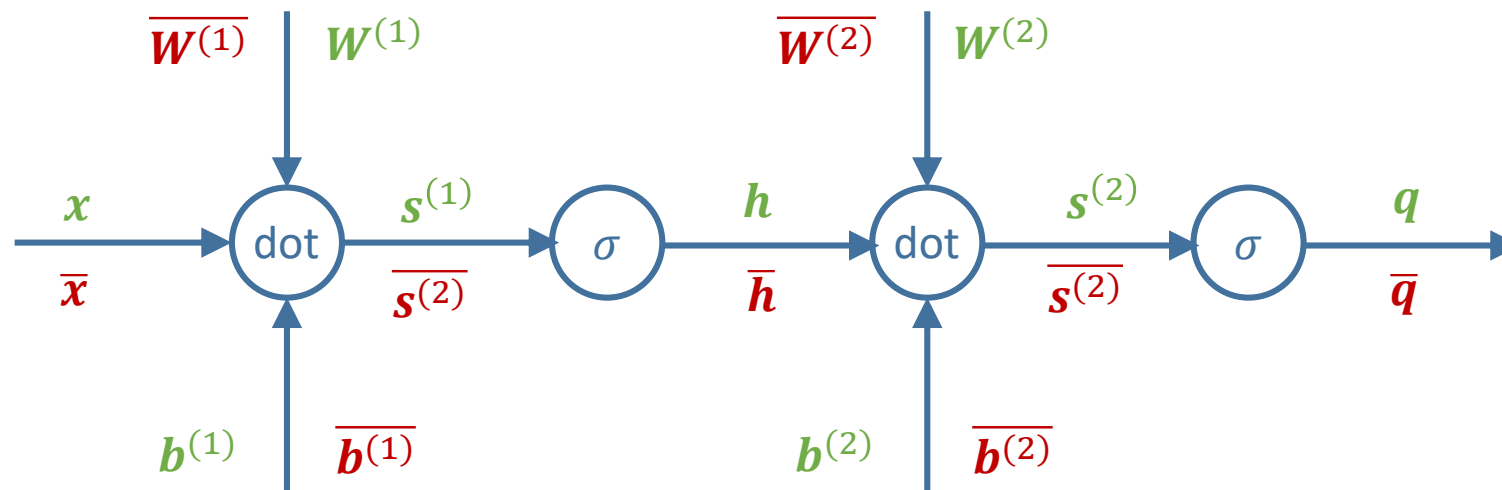 W̅⁽¹⁾̅ W⁽¹⁾ W̅⁽²⁾̅ W⁽²⁾
x s⁽¹⁾ h s⁽²⁾ q
dot σ dot σ
x̅ s̅⁽²⁾̅ h̅ s̅⁽²⁾̅ q̅
b⁽¹⁾ b̅⁽¹⁾̅ b⁽²⁾ b̅⁽²⁾̅